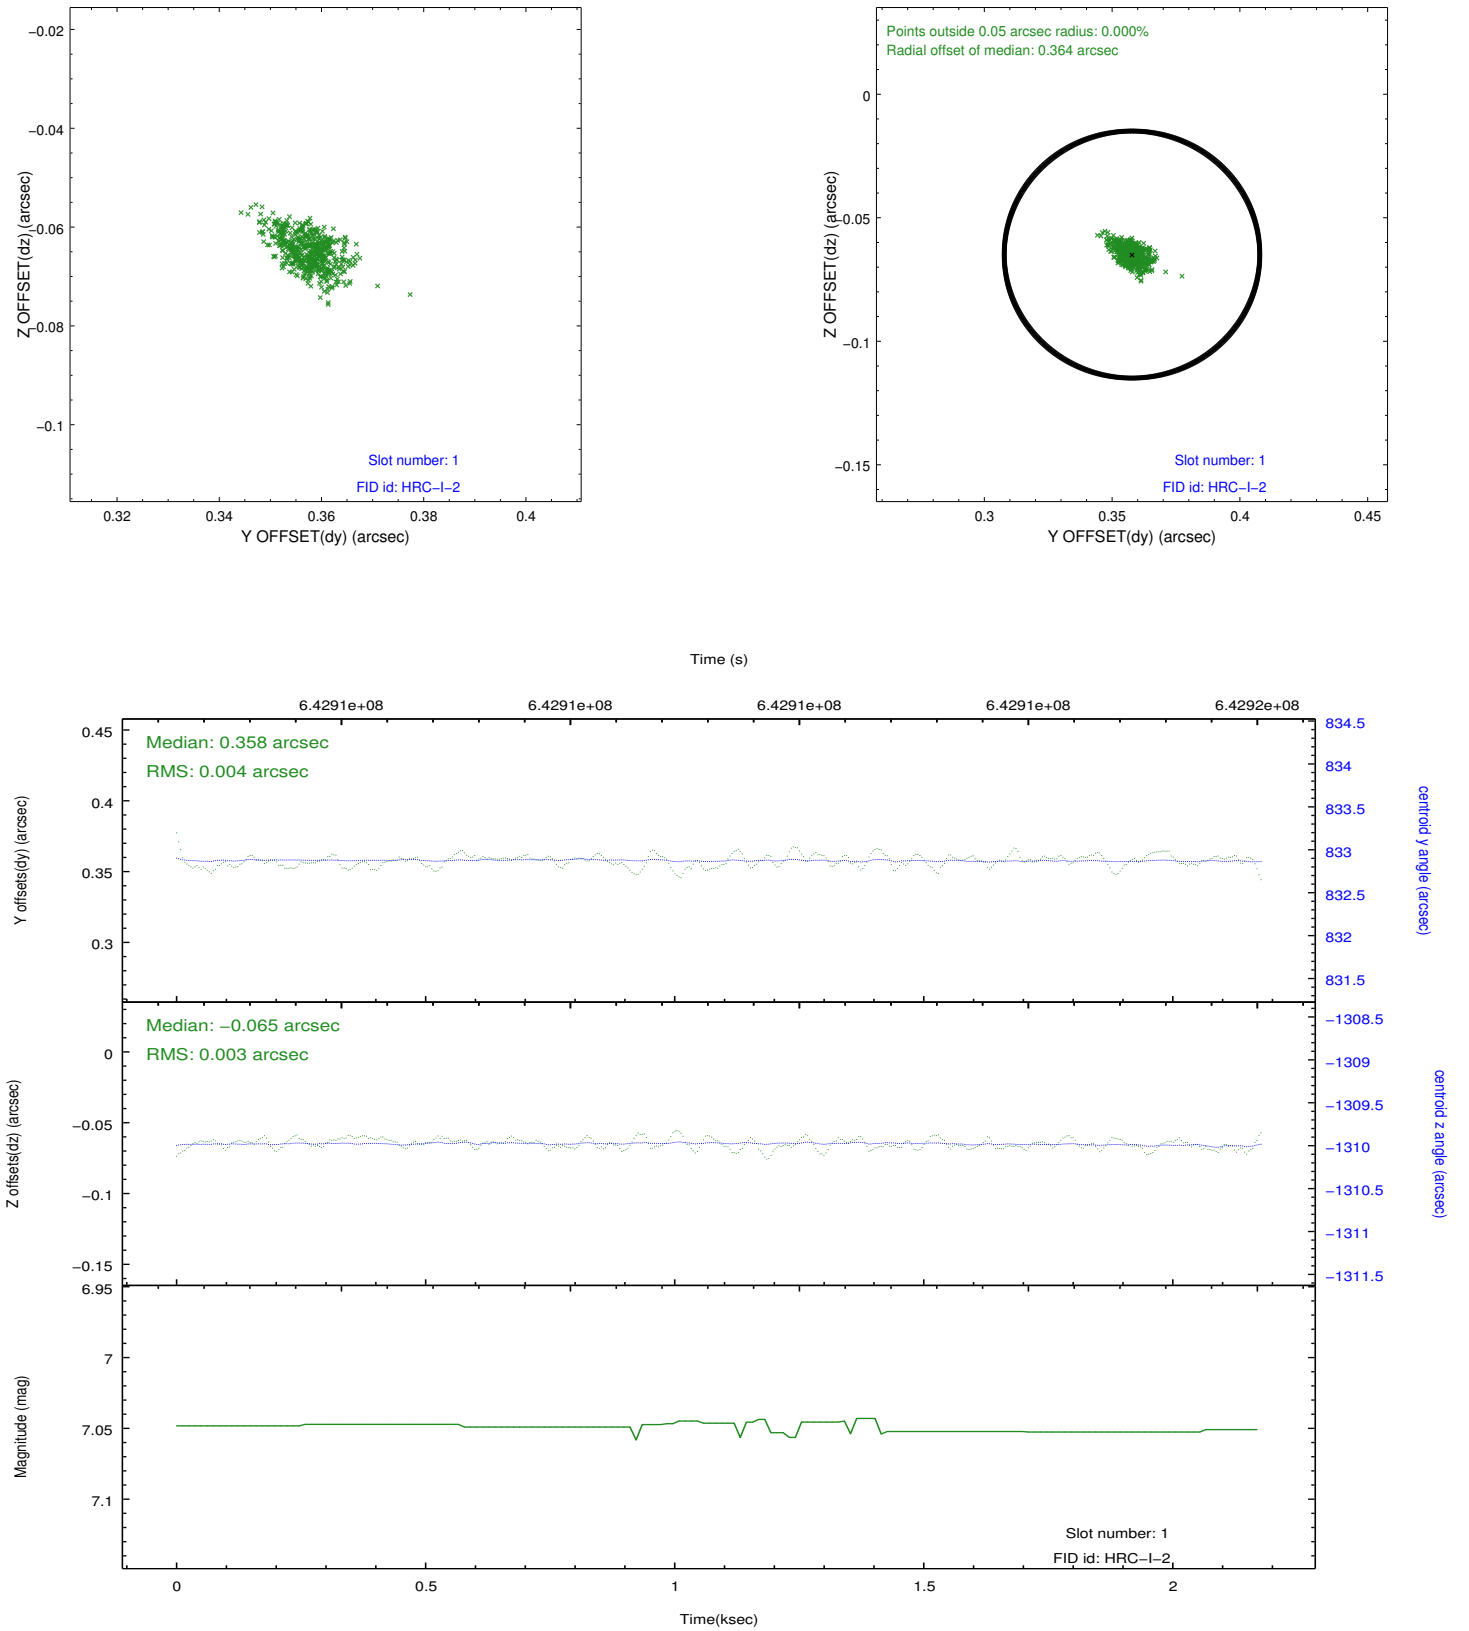 −0.02
−0.04
−0.06
−0.08
−0.1
Z OFFSET(dz) (arcsec)
Slot number: 1
FID id: HRC−I−2
0.32
0.34
0.36
0.38
0.4
Y OFFSET(dy) (arcsec)
Points outside 0.05 arcsec radius: 0.000%
Radial offset of median: 0.364 arcsec
0
−0.05
−0.1
−0.15
Z OFFSET(dz) (arcsec)
Slot number: 1
FID id: HRC−I−2
0.3
0.35
0.4
0.45
Y OFFSET(dy) (arcsec)
Time (s)
6.4291e+08
6.4291e+08
6.4291e+08
6.4291e+08
6.4292e+08
Median: 0.358 arcsec
RMS: 0.004 arcsec
0.45
0.4
0.35
0.3
Y offsets(dy) (arcsec)
834.5
834
833.5
833
832.5
832
831.5
centroid y angle (arcsec)
Median: −0.065 arcsec
RMS: 0.003 arcsec
0
−0.05
−0.1
−0.15
Z offsets(dz) (arcsec)
−1308.5
−1309
−1309.5
−1310
−1310.5
−1311
−1311.5
centroid z angle (arcsec)
6.95
7
7.05
7.1
Magnitude (mag)
Slot number: 1
FID id: HRC−I−2
0
0.5
1
1.5
2
Time(ksec)